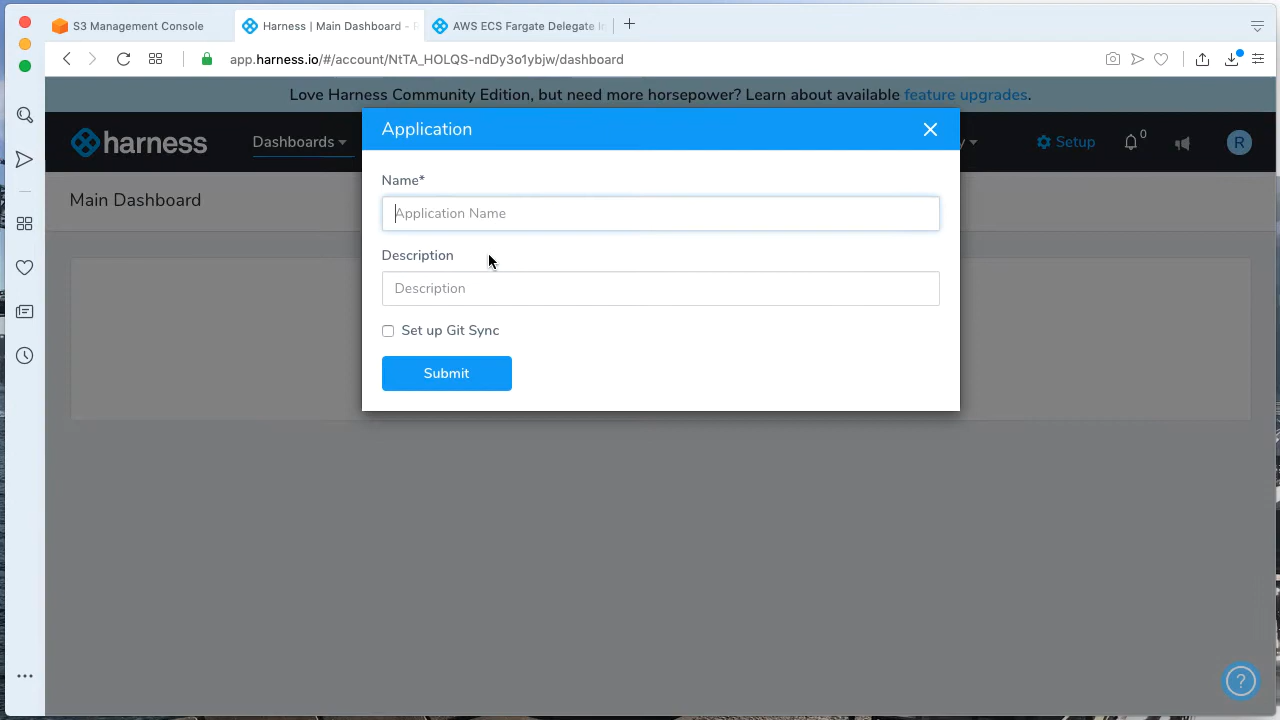 S3 Management Console
Harness | Main Dashboard -
AWS ECS Fargate Delegate
app.harness.io/#/account/NtTA_HOLQS-ndDy3o1ybjw/dashboard
Love Harness Community Edition, but need more horsepower? Learn about available feature upgrades.
harness
Dashboards
y
Setup
0
R
Main Dashboard
Application
Name*
Application Name
Description
Description
Set up Git Sync
Submit
?